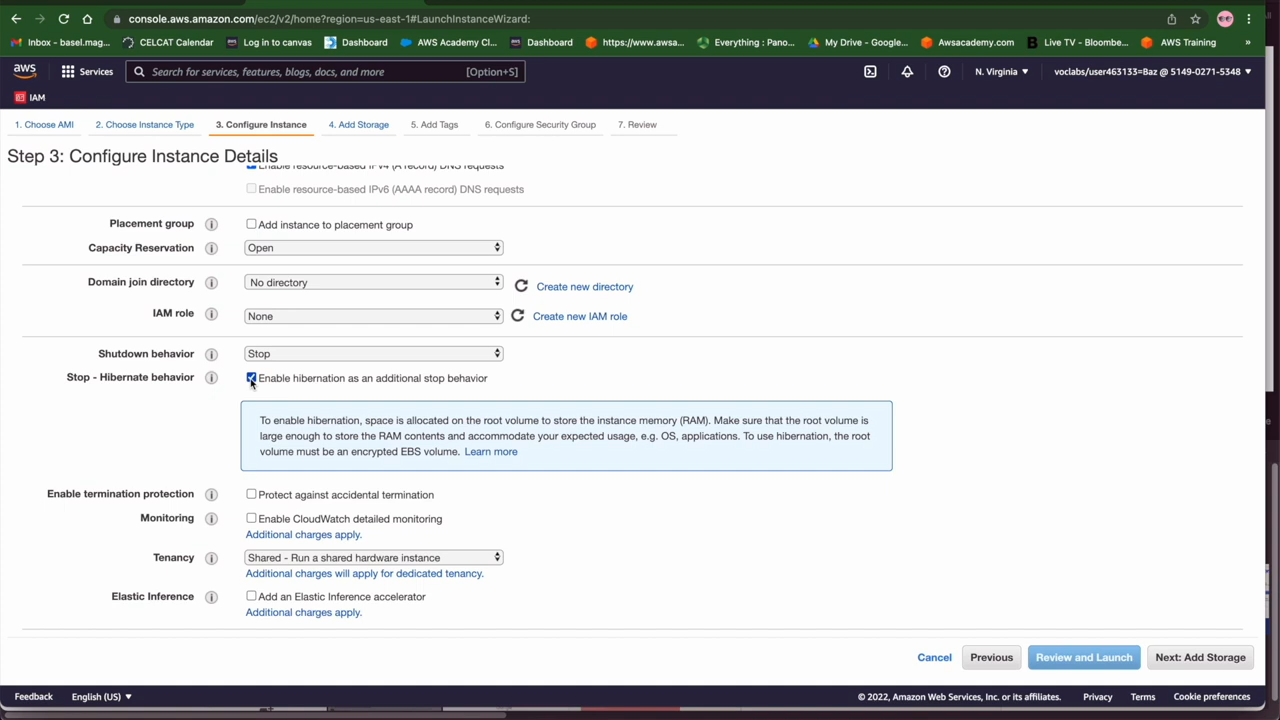 console.aws.amazon.com/ec2/v2/home?region=us-east-1#LaunchInstanceWizard:
Inbox - basel.mag... CELCAT Calendar Log in to canvas Dashboard AWS Academy Cl... Dashboard https://www.awsa... Everything : Pano... My Drive - Google... Awsacademy.com Live TV - Bloombe... AWS Training »
aws Services Search for services, features, blogs, docs, and more [Option+S] N. Virginia voclabs/user463133=Baz @ 5149-0271-5348
IAM
1. Choose AMI 2. Choose Instance Type 3. Configure Instance 4. Add Storage 5. Add Tags 6. Configure Security Group 7. Review
Step 3: Configure Instance Details
Enable resource-based IPv4 (A record) DNS requests
Enable resource-based IPv6 (AAAA record) DNS requests
Placement group i Add instance to placement group
Capacity Reservation i Open
Domain join directory i No directory Create new directory
IAM role i None Create new IAM role
Shutdown behavior i Stop
Stop - Hibernate behavior i Enable hibernation as an additional stop behavior
To enable hibernation, space is allocated on the root volume to store the instance memory (RAM). Make sure that the root volume is
large enough to store the RAM contents and accommodate your expected usage, e.g. OS, applications. To use hibernation, the root
volume must be an encrypted EBS volume. Learn more
Enable termination protection i Protect against accidental termination
Monitoring i Enable CloudWatch detailed monitoring
Additional charges apply.
Tenancy i Shared - Run a shared hardware instance
Additional charges will apply for dedicated tenancy.
Elastic Inference i Add an Elastic Inference accelerator
Additional charges apply.
Cancel Previous Review and Launch Next: Add Storage
Feedback English (US) © 2022, Amazon Web Services, Inc. or its affiliates. Privacy Terms Cookie preferences